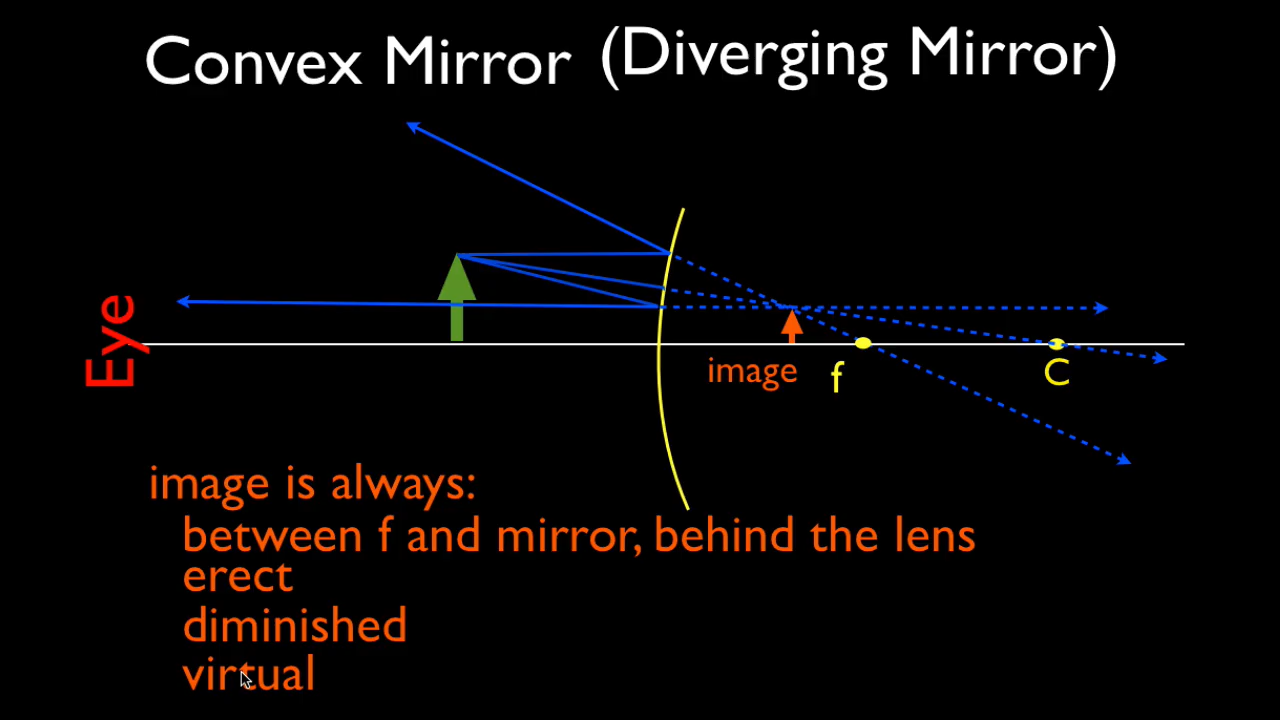 Convex Mirror (Diverging Mirror)
Eye
image
f
C
image is always:
between f and mirror, behind the lens
erect
diminished
virtual